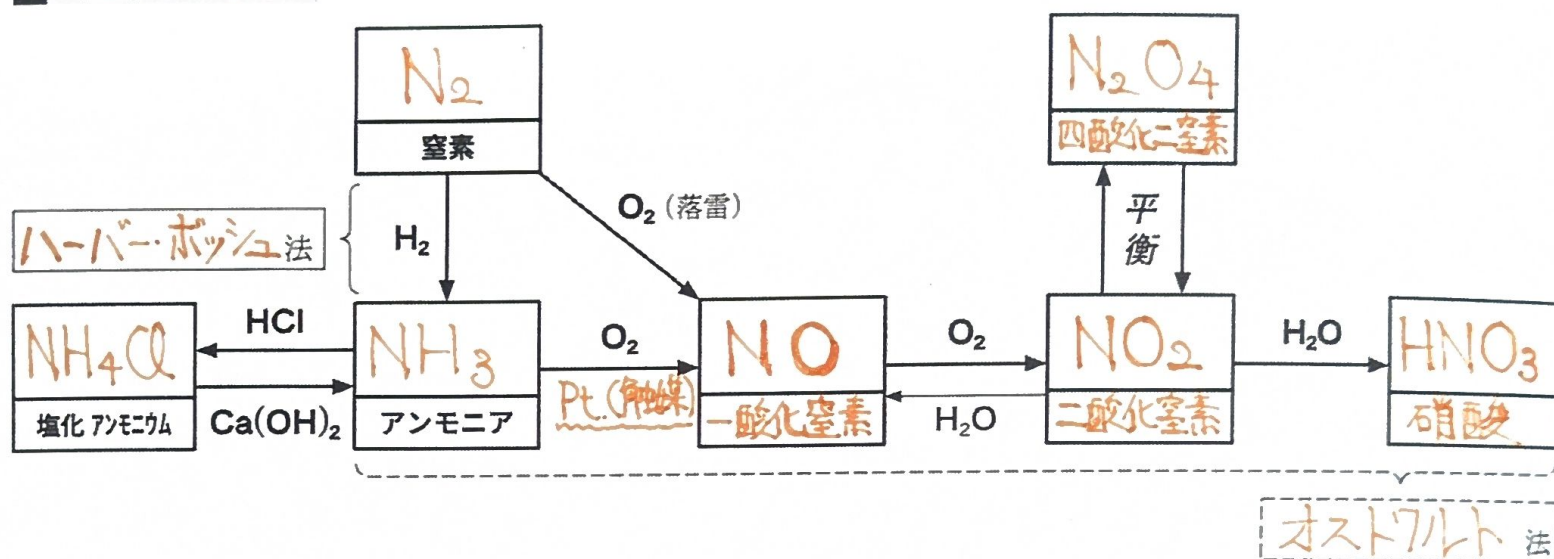 N₂
窒素
N₂O₄
四酸化二窒素
ハーバー・ボッシュ法
H₂
O₂(落雷)
平衡
NH₄Cl
塩化アンモニウム
HCl
Ca(OH)₂
NH₃
アンモニア
O₂
Pt.(触媒)
NO
一酸化窒素
O₂
H₂O
NO₂
二酸化窒素
H₂O
HNO₃
硝酸
オストワルト法